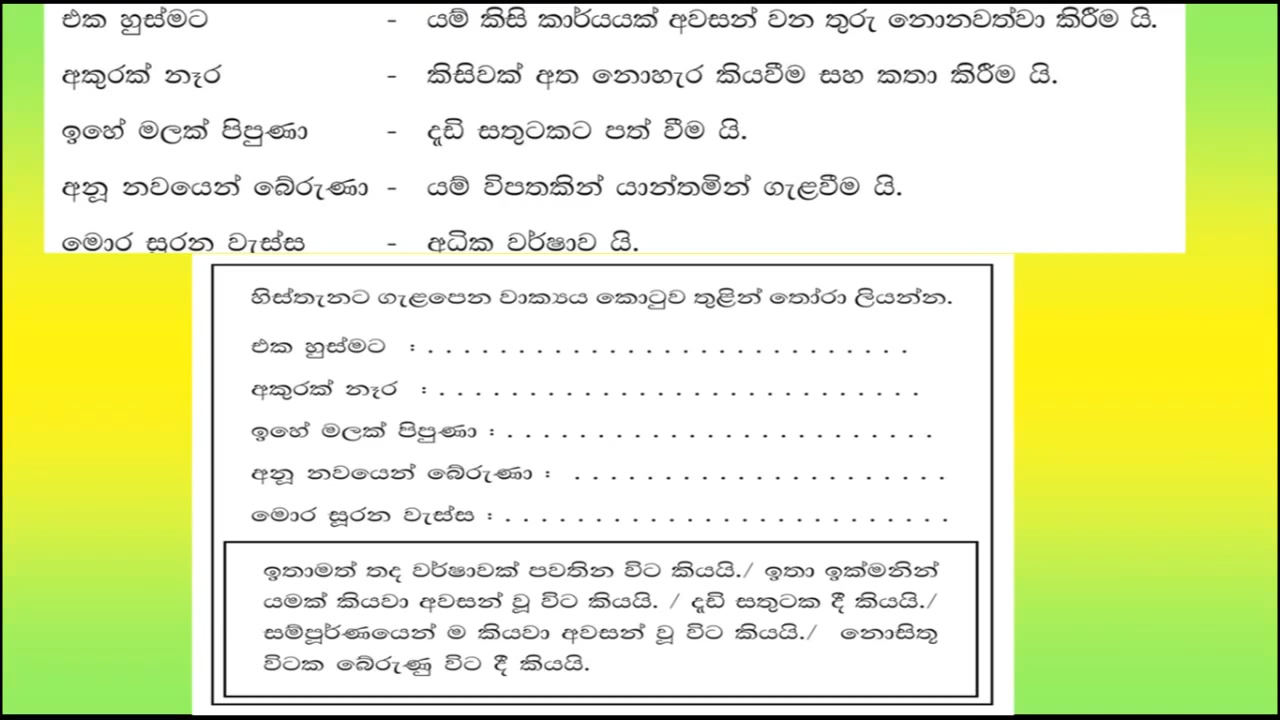 එක හුස්මට - යම් කිසි කාර්යයක් අවසන් වන තුරු නොනවත්වා කිරීම යි.
අකුරක් නෑර - කිසිවක් අත නොහැර කියවීම සහ කතා කිරීම යි.
ඉහේ මලක් පිපුණා - දැඩි සතුටකට පත් වීම යි.
අනූ නවයෙන් බේරුණා - යම් විපතකින් යාන්තමින් ගැළවීම යි.
මොර සූරන වැස්ස - අධික වර්ෂාව යි.
හිස්තැනට ගැළපෙන වාක්‍යය කොටුව තුළින් තෝරා ලියන්න.
එක හුස්මට : . . . . . . . . . . . . . . . . . . . . . . . . . . .
අකුරක් නෑර : . . . . . . . . . . . . . . . . . . . . . . . . . . .
ඉහේ මලක් පිපුණා : . . . . . . . . . . . . . . . . . . . . . . . .
අනූ නවයෙන් බේරුණා : . . . . . . . . . . . . . . . . . . . . .
මොර සූරන වැස්ස : . . . . . . . . . . . . . . . . . . . . . . . . .
ඉතාමත් තද වර්ෂාවක් පවතින විට කියයි./ ඉතා ඉක්මනින්
යමක් කියවා අවසන් වූ විට කියයි. / දැඩි සතුටක දී කියයි./
සම්පූර්ණයෙන් ම කියවා අවසන් වූ විට කියයි./ නොසිතූ
විටක බේරුණු විට දී කියයි.